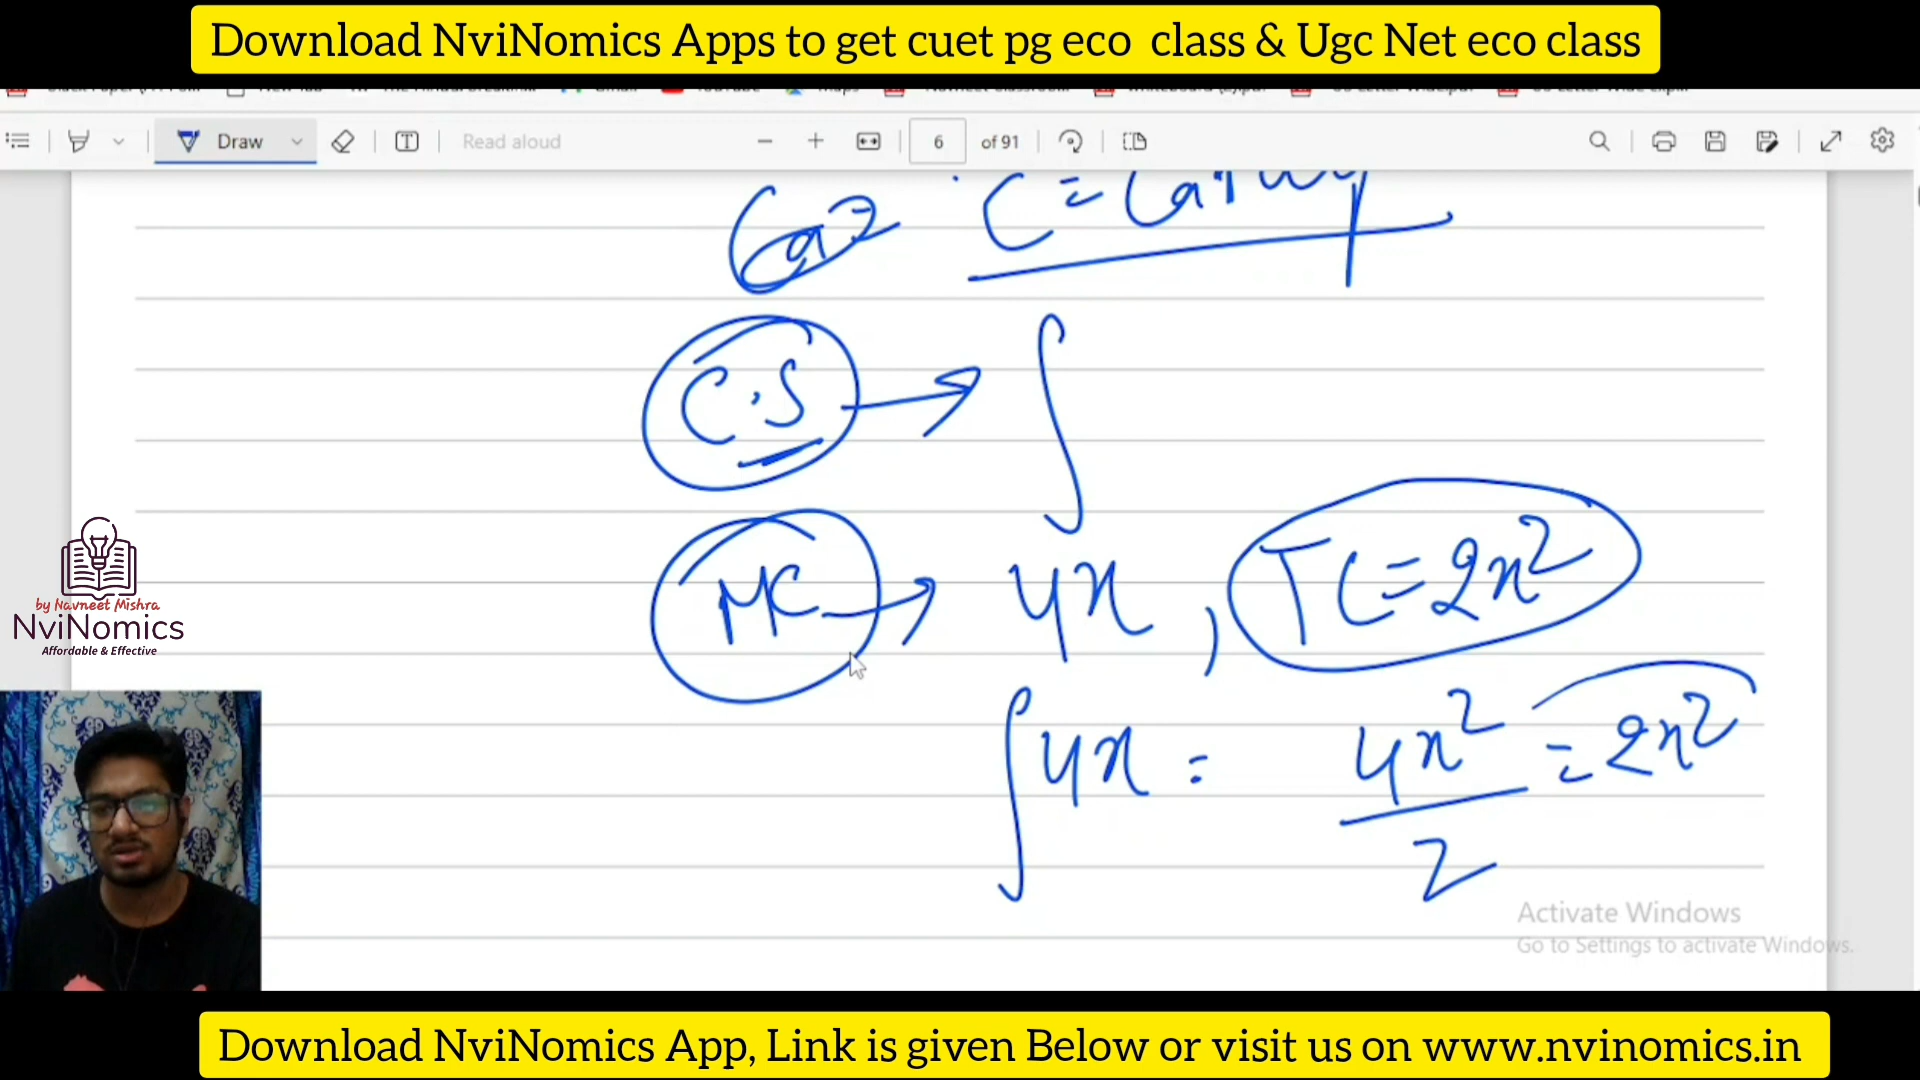 Download NviNomics Apps to get cuet pg eco class & Ugc Net eco class
Draw
Read aloud
6 of 91
C.S → ∫
MC → 4x, TC = 2x²
∫4x = 4x²/2 = 2x²
by Navneet Mishra
NviNomics
Affordable & Effective
Activate Windows
Go to Settings to activate Windows.
Download NviNomics App, Link is given Below or visit us on www.nvinomics.in